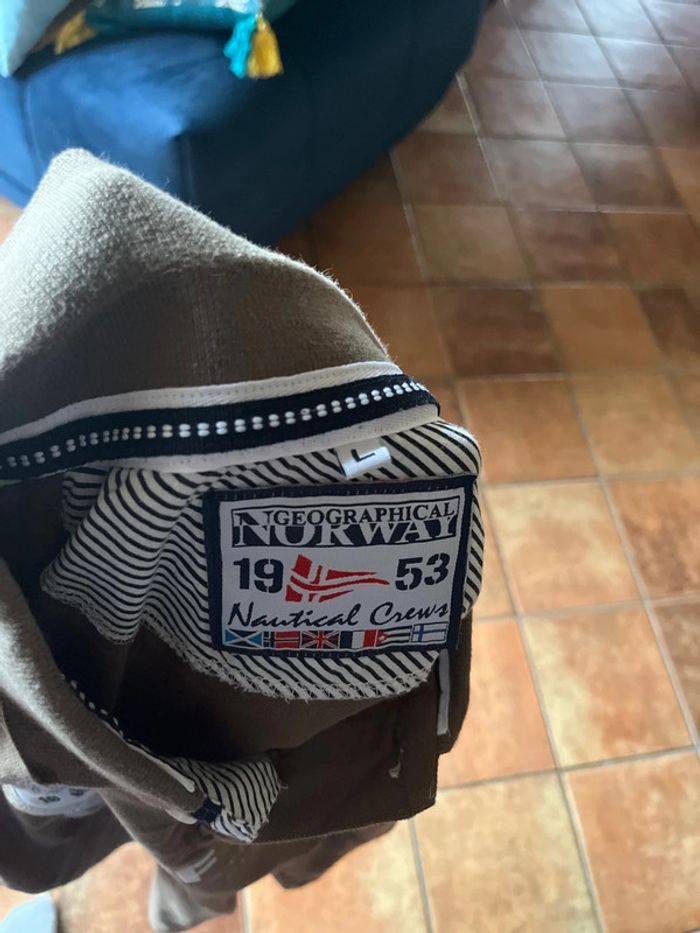 L
GEOGRAPHICAL
NORWAY
19 53
Nautical Crews